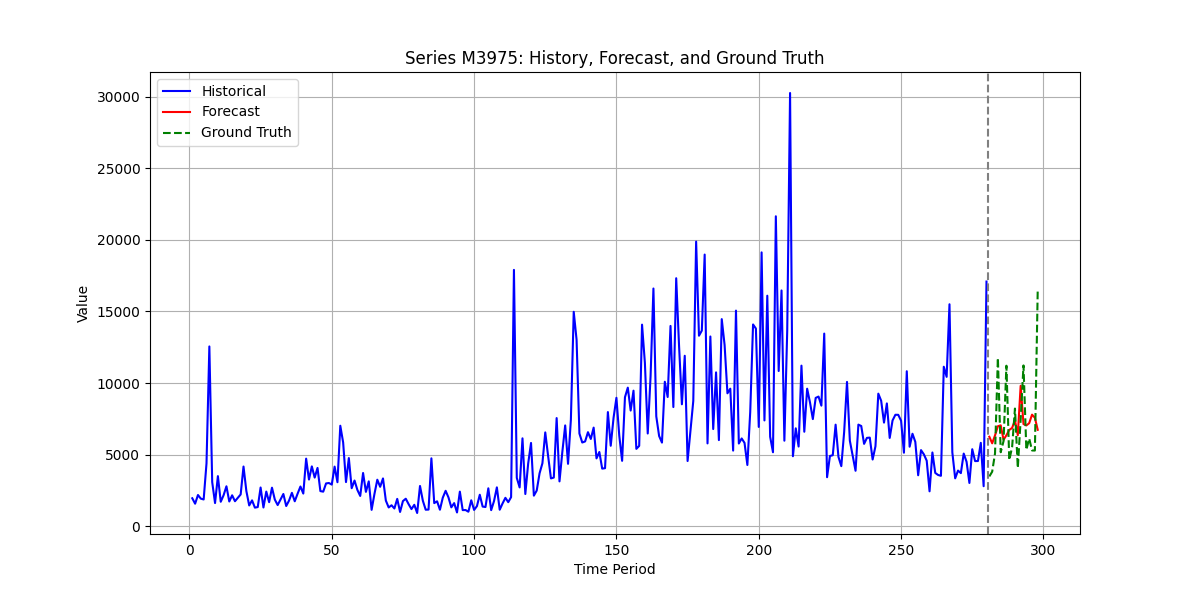 Series M3975: History, Forecast, and Ground Truth
Historical
Forecast
Ground Truth
30000
25000
20000
15000
10000
5000
0
Value
0 50 100 150 200 250 300
Time Period